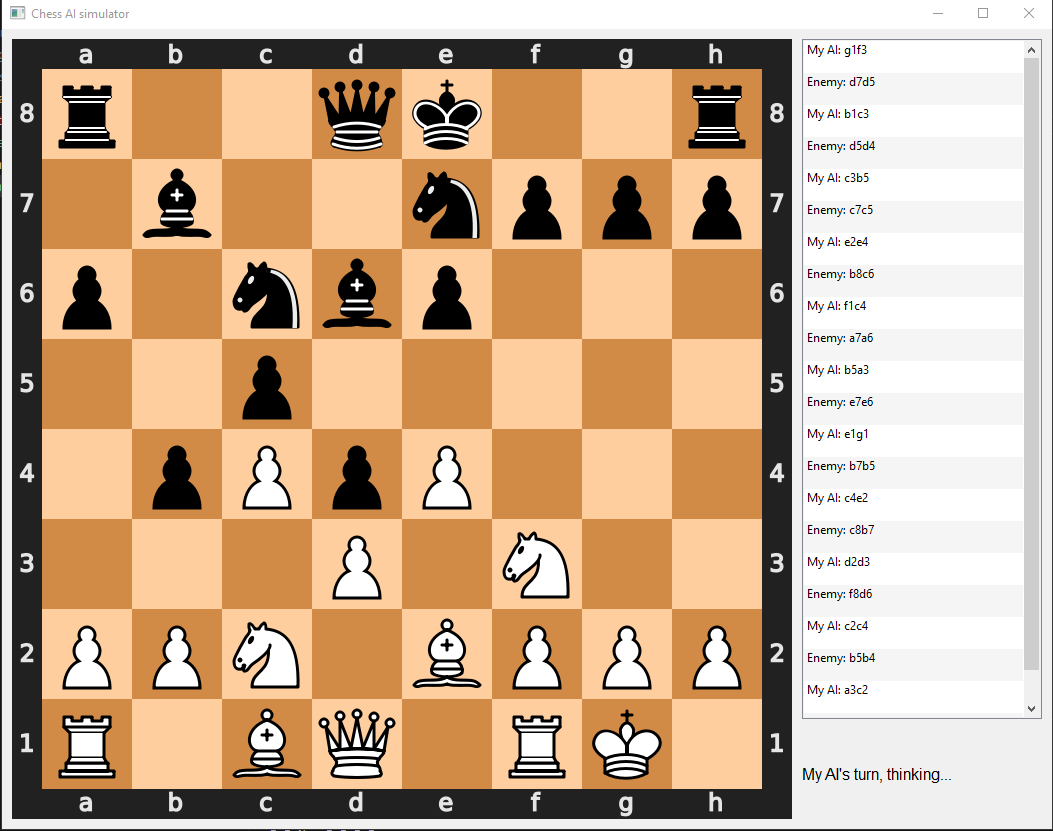 Chess AI simulator
a b c d e f g h
8 8
7 7
6 6
5 5
4 4
3 3
2 2
1 1
a b c d e f g h
My AI: g1f3
Enemy: d7d5
My AI: b1c3
Enemy: d5d4
My AI: c3b5
Enemy: c7c5
My AI: e2e4
Enemy: b8c6
My AI: f1c4
Enemy: a7a6
My AI: b5a3
Enemy: e7e6
My AI: e1g1
Enemy: b7b5
My AI: c4e2
Enemy: c8b7
My AI: d2d3
Enemy: f8d6
My AI: c2c4
Enemy: b5b4
My AI: a3c2
My AI's turn, thinking...